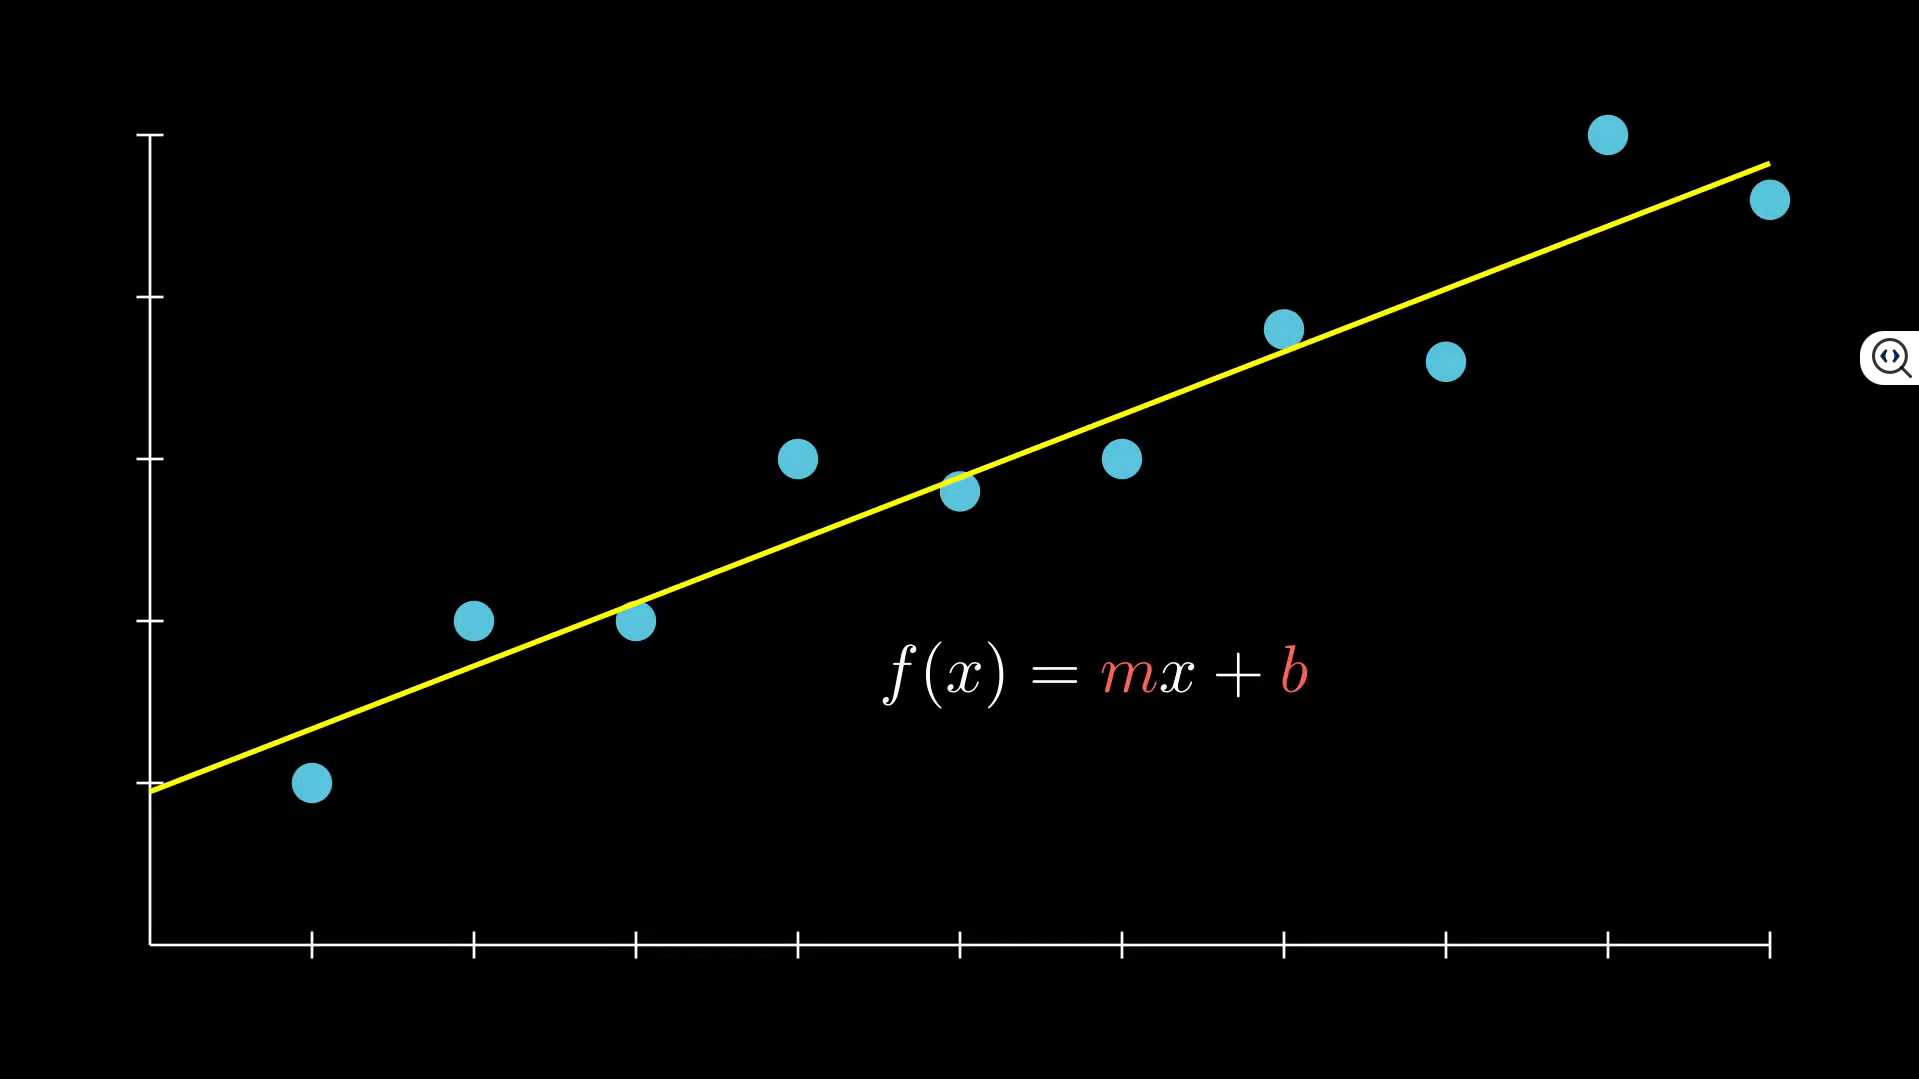 f(x) = mx + b